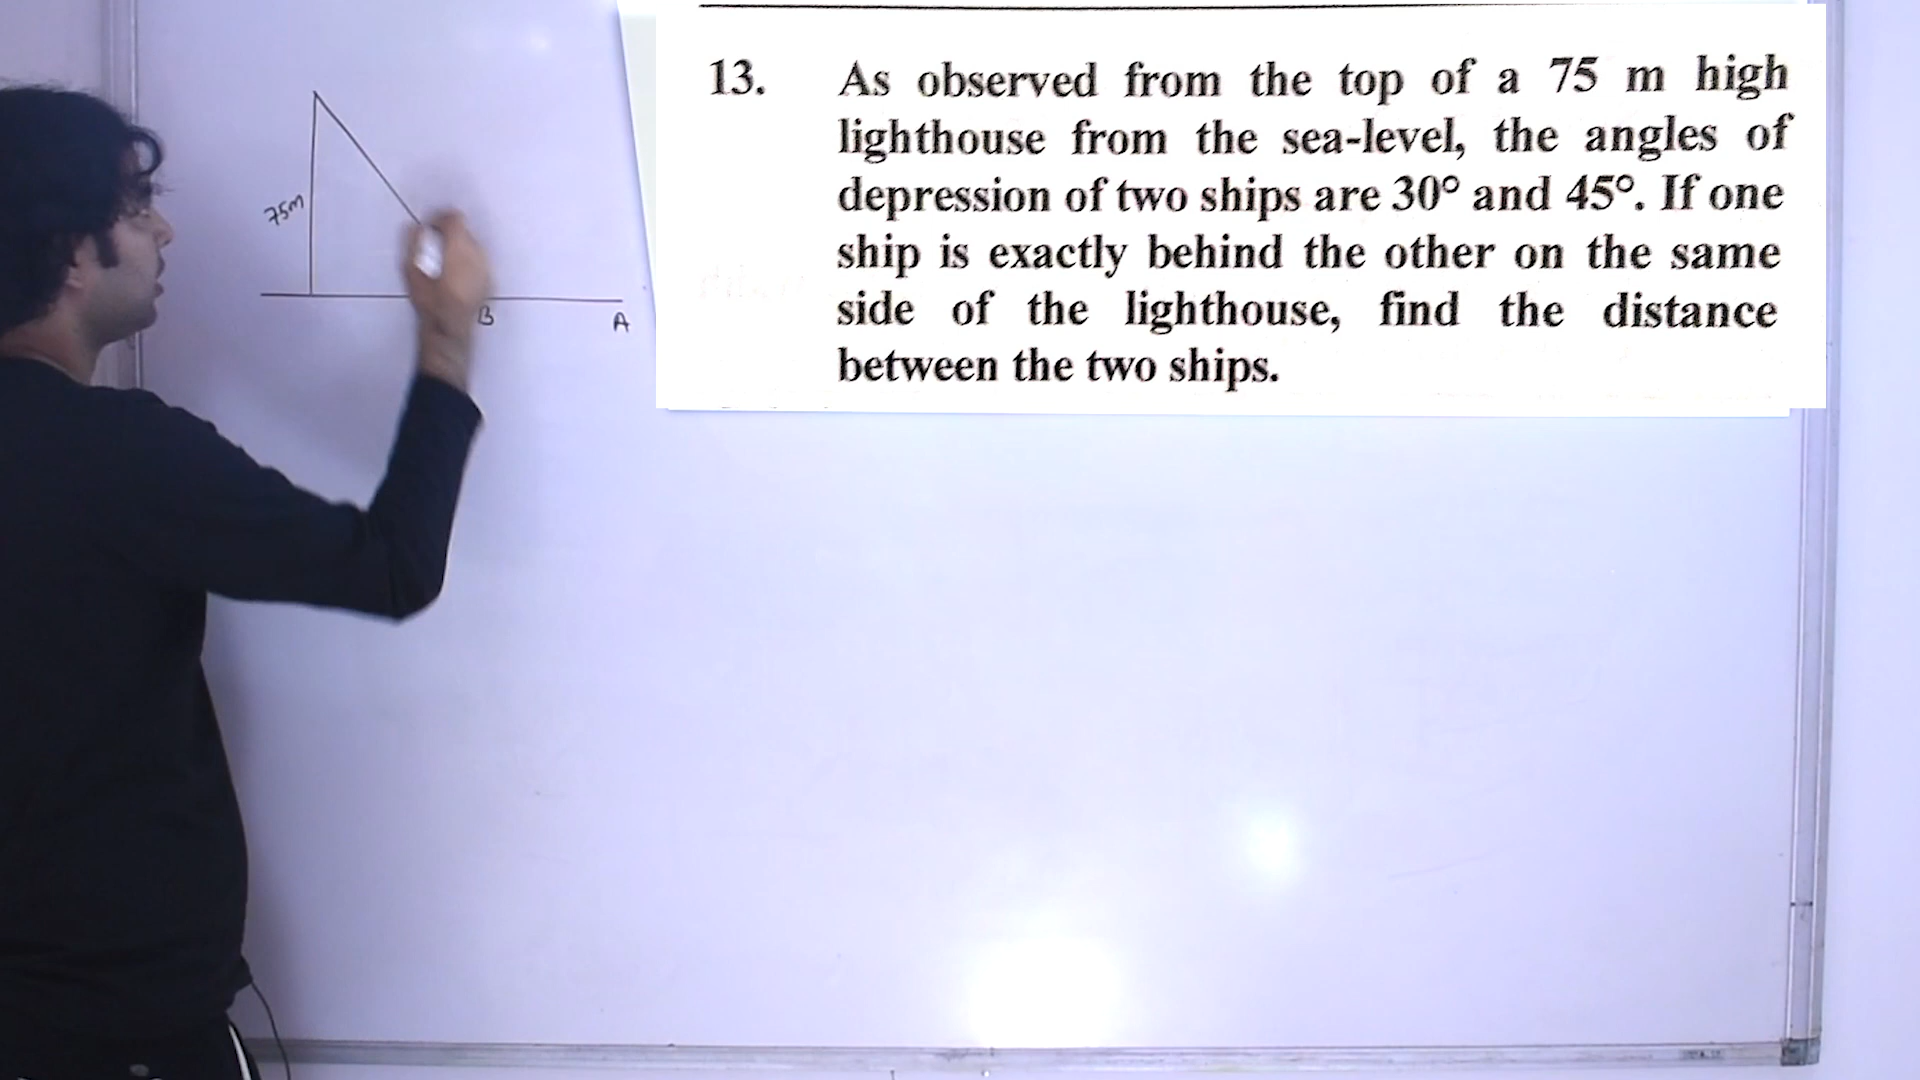 13. As observed from the top of a 75 m high
lighthouse from the sea-level, the angles of
depression of two ships are 30° and 45°. If one
ship is exactly behind the other on the same
side of the lighthouse, find the distance
between the two ships.
75m
B
A